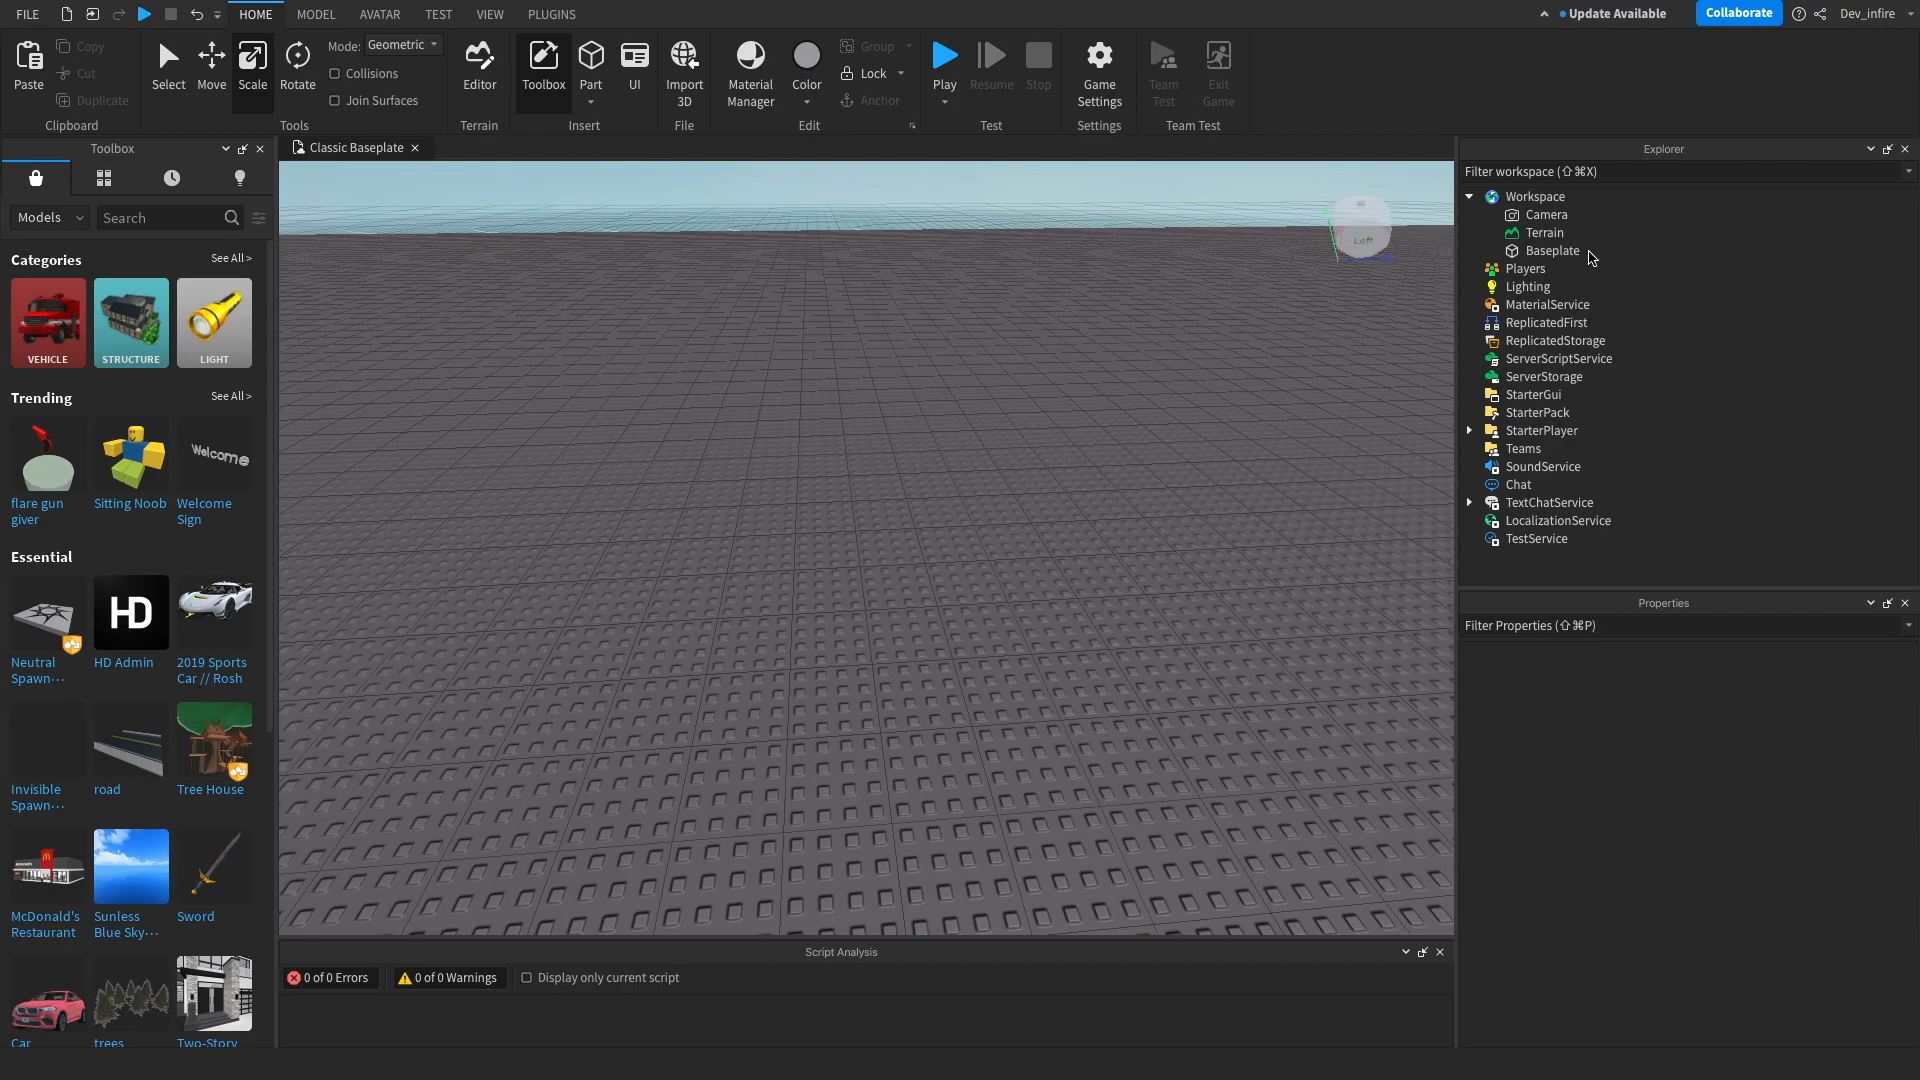 FILE
HOME
MODEL
AVATAR
TEST
VIEW
PLUGINS
Update Available
Collaborate
Dev_infire
Paste
Copy
Cut
Duplicate
Clipboard
Select
Move
Scale
Rotate
Mode:
Geometric
Collisions
Join Surfaces
Tools
Editor
Terrain
Toolbox
Part
UI
Insert
Import
3D
File
Material
Manager
Color
Group
Lock
Anchor
Edit
Play
Resume
Stop
Test
Game
Settings
Settings
Team
Test
Exit
Game
Team Test
Toolbox
Models
Search
Categories
See All >
VEHICLE
STRUCTURE
LIGHT
Trending
See All >
Welcome
flare gun
giver
Sitting Noob
Welcome
Sign
Essential
HD
Neutral
Spawn···
HD Admin
2019 Sports
Car // Rosh
Invisible
Spawn···
road
Tree House
McDonald's
Restaurant
Sunless
Blue Sky···
Sword
Car
trees
Two-Story
Classic Baseplate
Left
Script Analysis
0 of 0 Errors
0 of 0 Warnings
Display only current script
Explorer
Filter workspace (⇧⌘X)
Workspace
Camera
Terrain
Baseplate
Players
Lighting
MaterialService
ReplicatedFirst
ReplicatedStorage
ServerScriptService
ServerStorage
StarterGui
StarterPack
StarterPlayer
Teams
SoundService
Chat
TextChatService
LocalizationService
TestService
Properties
Filter Properties (⇧⌘P)